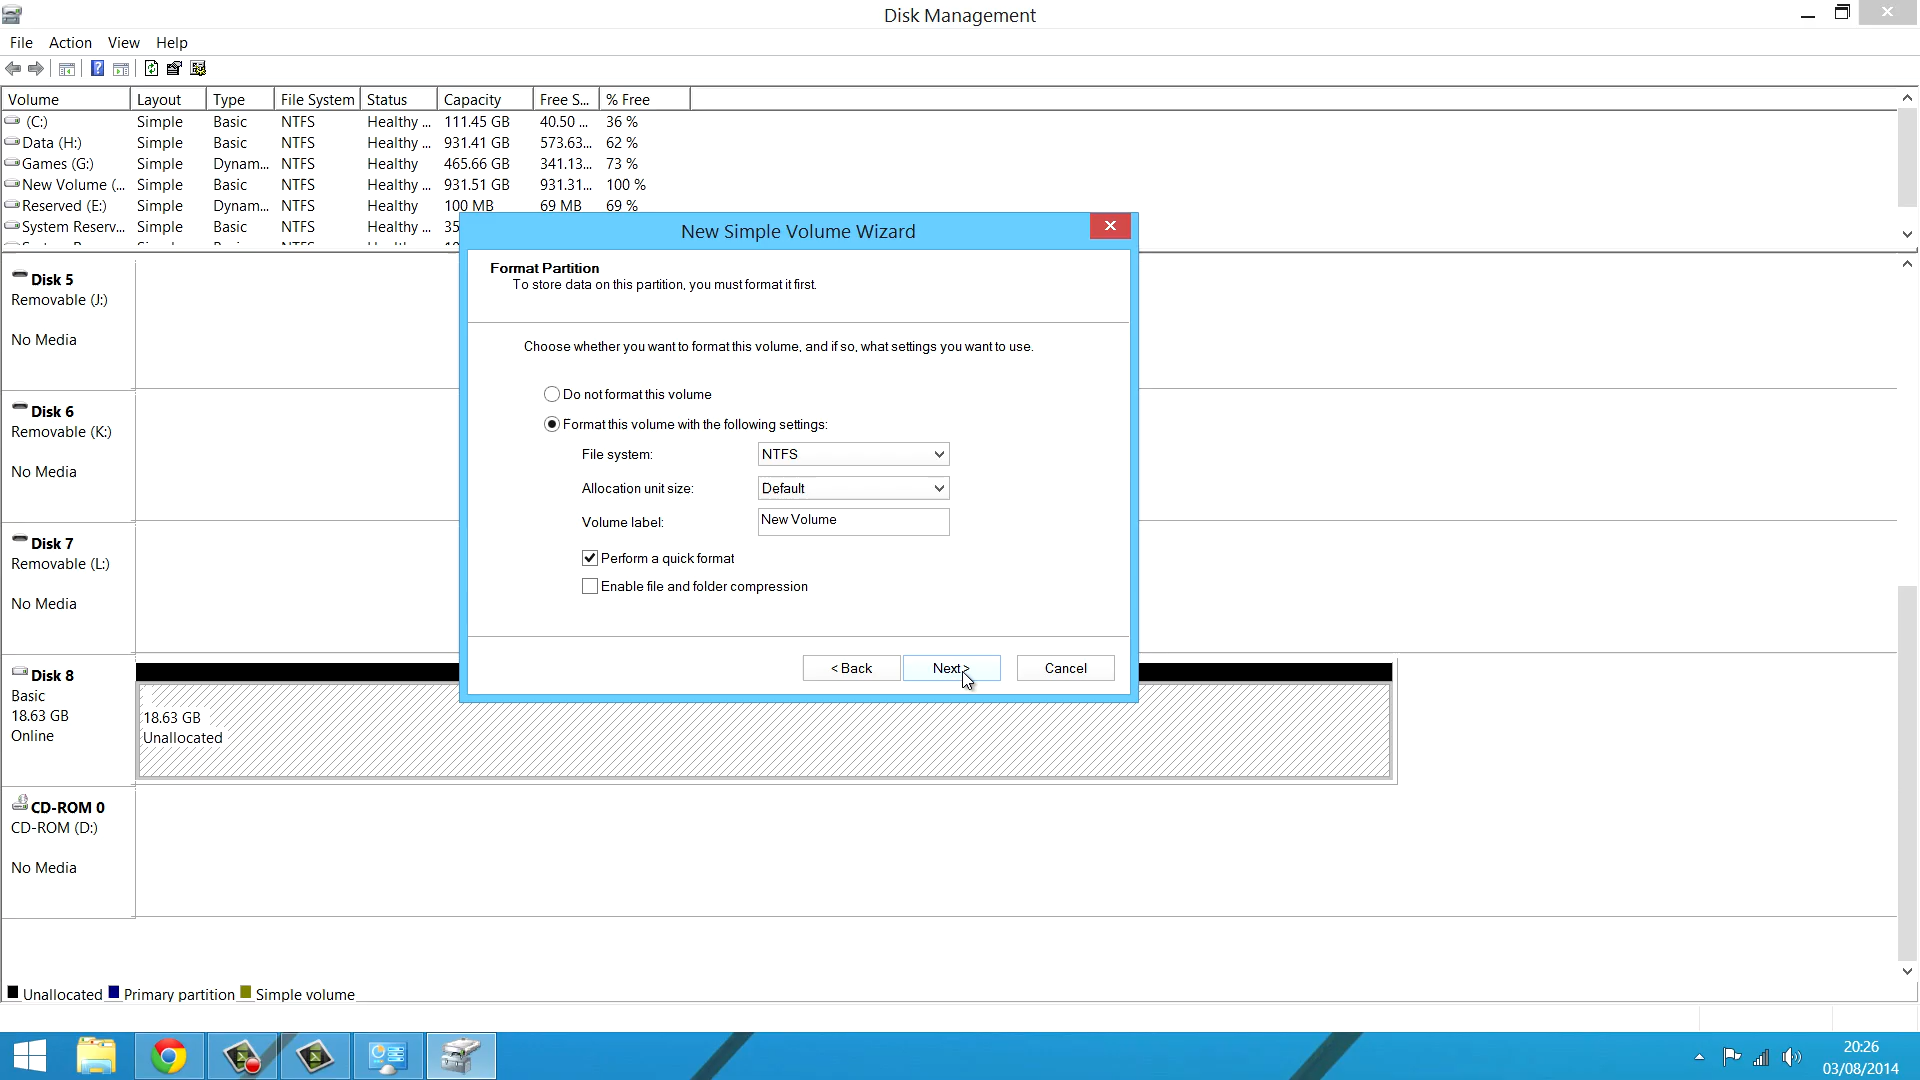 Disk Management
File Action View Help
Volume Layout Type File System Status Capacity Free S... % Free
(C:) Simple Basic NTFS Healthy ... 111.45 GB 40.50 ... 36 %
Data (H:) Simple Basic NTFS Healthy ... 931.41 GB 573.63... 62 %
Games (G:) Simple Dynam... NTFS Healthy 465.66 GB 341.13... 73 %
New Volume (... Simple Basic NTFS Healthy ... 931.51 GB 931.31... 100 %
Reserved (E:) Simple Dynam... NTFS Healthy 100 MB 69 MB 69 %
System Reserv... Simple Basic NTFS Healthy ... 35
New Simple Volume Wizard
Format Partition
To store data on this partition, you must format it first.
Choose whether you want to format this volume, and if so, what settings you want to use.
Do not format this volume
Format this volume with the following settings:
File system: NTFS
Allocation unit size: Default
Volume label: New Volume
Perform a quick format
Enable file and folder compression
< Back Next > Cancel
Disk 5
Removable (J:)
No Media
Disk 6
Removable (K:)
No Media
Disk 7
Removable (L:)
No Media
Disk 8
Basic
18.63 GB
Online
18.63 GB
Unallocated
CD-ROM 0
CD-ROM (D:)
No Media
Unallocated Primary partition Simple volume
20:26
03/08/2014